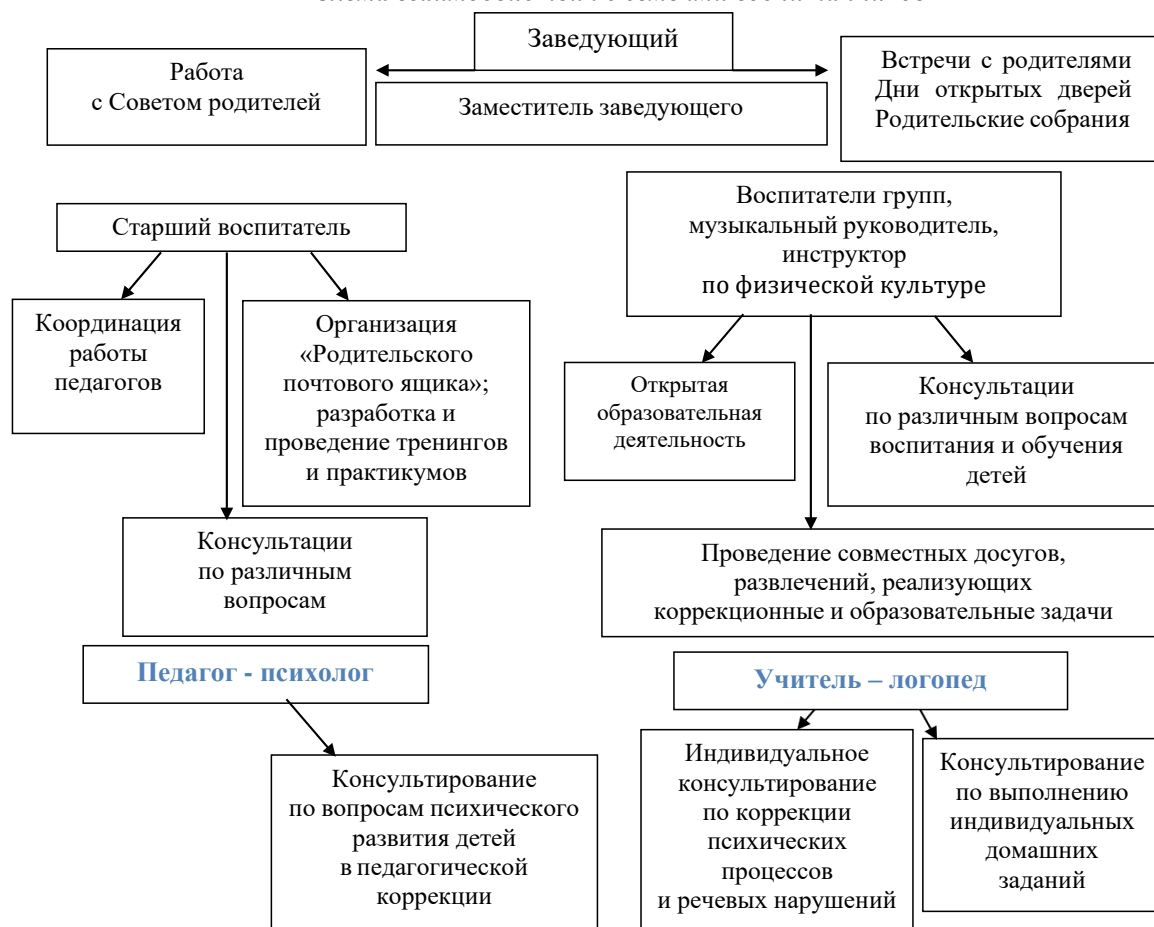 Заведующий
Работа
с Советом родителей
Заместитель заведующего
Встречи с родителями
Дни открытых дверей
Родительские собрания
Старший воспитатель
Воспитатели групп,
музыкальный руководитель,
инструктор
по физической культуре
Координация
работы
педагогов
Организация
«Родительского
почтового ящика»;
разработка и
проведение тренингов
и практикумов
Открытая
образовательная
деятельность
Консультации
по различным вопросам
воспитания и обучения
детей
Консультации
по различным
вопросам
Проведение совместных досугов,
развлечений, реализующих
коррекционные и образовательные задачи
Педагог - психолог
Учитель – логопед
Консультирование
по вопросам психического
развития детей
в педагогической
коррекции
Индивидуальное
консультирование
по коррекции
психических
процессов
и речевых нарушений
Консультирование
по выполнению
индивидуальных
домашних
заданий